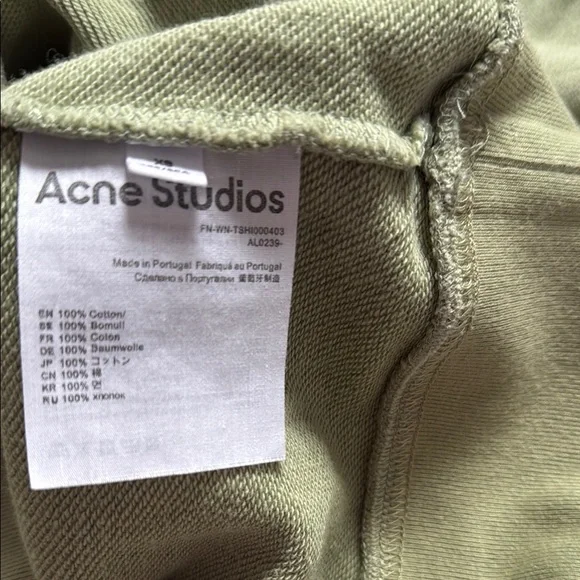 XS
Acne Studios
FN-WN-TSHI000403
AL0239-
Made in Portugal Fabriqué au Portugal
Сделано в Португалии 葡萄牙制造
EN 100% Cotton/
SE 100% Bomull
FR 100% Coton
DE 100% Baumwolle
JP 100% コットン
CN 100% 棉
KR 100% 면
RU 100% хлопок